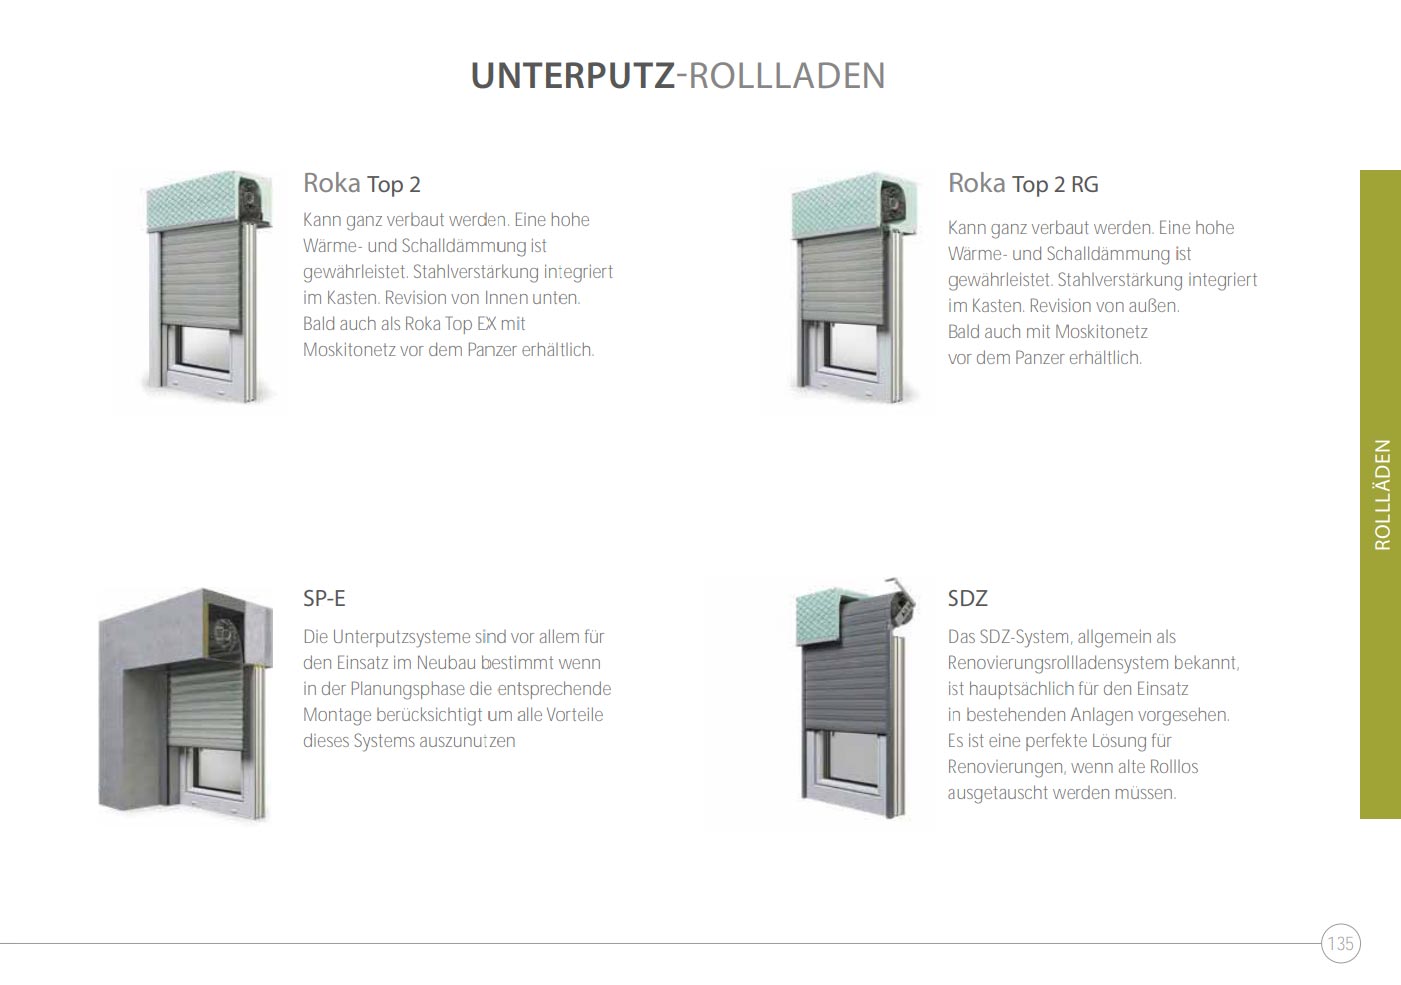 UNTERPUTZ-ROLLLADEN
Roka Top 2
Kann ganz verbaut werden. Eine hohe
Wärme- und Schalldämmung ist
gewährleistet. Stahlverstärkung integriert
im Kasten. Revision von Innen unten.
Bald auch als Roka Top EX mit
Moskitonetz vor dem Panzer erhältlich.
Roka Top 2 RG
Kann ganz verbaut werden. Eine hohe
Wärme- und Schalldämmung ist
gewährleistet. Stahlverstärkung integriert
im Kasten. Revision von außen.
Bald auch mit Moskitonetz
vor dem Panzer erhältlich.
SP-E
Die Unterputzsysteme sind vor allem für
den Einsatz im Neubau bestimmt wenn
in der Planungsphase die entsprechende
Montage berücksichtigt um alle Vorteile
dieses Systems auszunutzen
SDZ
Das SDZ-System, allgemein als
Renovierungsrollladensystem bekannt,
ist hauptsächlich für den Einsatz
in bestehenden Anlagen vorgesehen.
Es ist eine perfekte Lösung für
Renovierungen, wenn alte Rolllos
ausgetauscht werden müssen.
ROLLLÄDEN
135